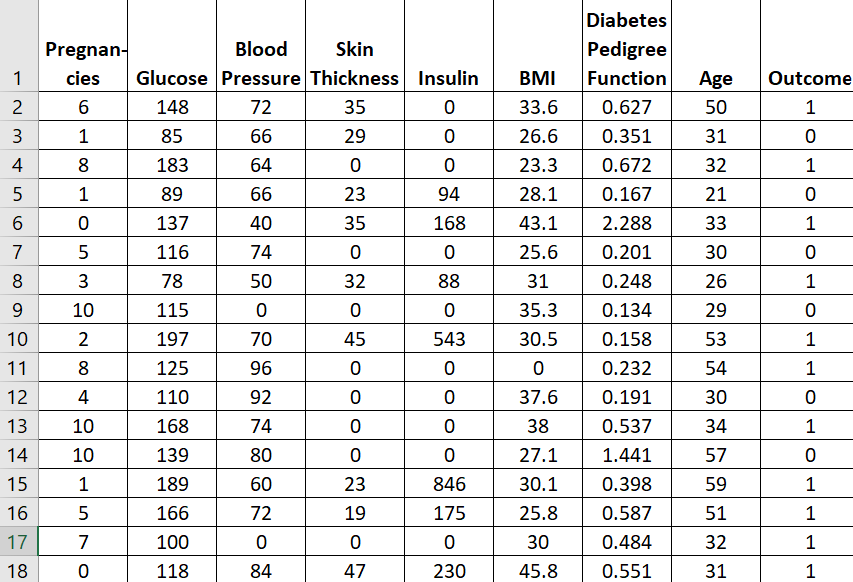 1 Pregnan-cies Glucose Blood Pressure Skin Thickness Insulin BMI Diabetes Pedigree Function Age Outcome
2 6 148 72 35 0 33.6 0.627 50 1
3 1 85 66 29 0 26.6 0.351 31 0
4 8 183 64 0 0 23.3 0.672 32 1
5 1 89 66 23 94 28.1 0.167 21 0
6 0 137 40 35 168 43.1 2.288 33 1
7 5 116 74 0 0 25.6 0.201 30 0
8 3 78 50 32 88 31 0.248 26 1
9 10 115 0 0 0 35.3 0.134 29 0
10 2 197 70 45 543 30.5 0.158 53 1
11 8 125 96 0 0 0 0.232 54 1
12 4 110 92 0 0 37.6 0.191 30 0
13 10 168 74 0 0 38 0.537 34 1
14 10 139 80 0 0 27.1 1.441 57 0
15 1 189 60 23 846 30.1 0.398 59 1
16 5 166 72 19 175 25.8 0.587 51 1
17 7 100 0 0 0 30 0.484 32 1
18 0 118 84 47 230 45.8 0.551 31 1